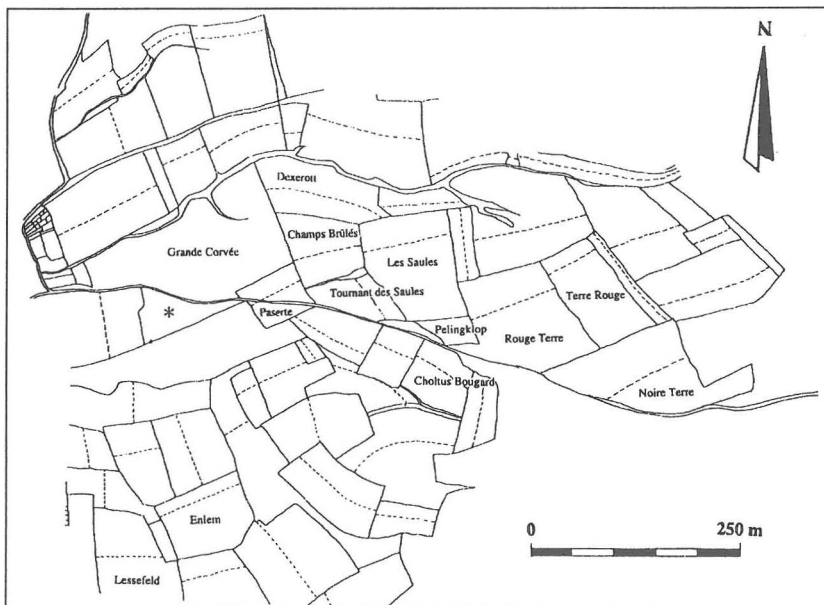 N
Dexerott
Champs Brûlés
Grande Corvée
Les Saules
Tournant des Saules
Terre Rouge
Paserte
Pelingklop
Rouge Terre
Choltus Bougard
Noire Terre
*
Enlem
Lessefeld
0 250 m